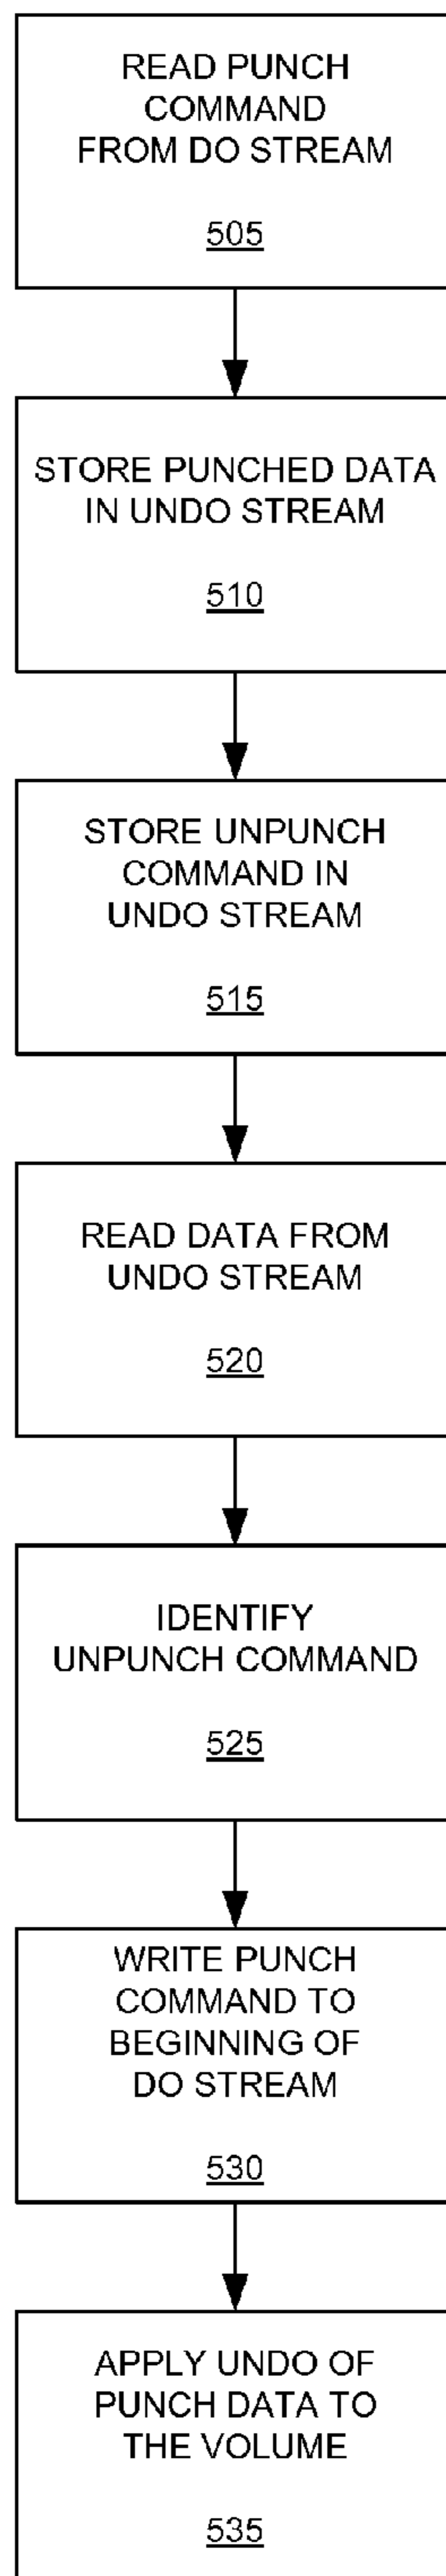 READ PUNCH
COMMAND
FROM DO STREAM
505
STORE PUNCHED DATA
IN UNDO STREAM
510
STORE UNPUNCH
COMMAND IN
UNDO STREAM
515
READ DATA FROM
UNDO STREAM
520
IDENTIFY
UNPUNCH COMMAND
525
WRITE PUNCH
COMMAND TO
BEGINNING OF
DO STREAM
530
APPLY UNDO OF
PUNCH DATA TO
THE VOLUME
535